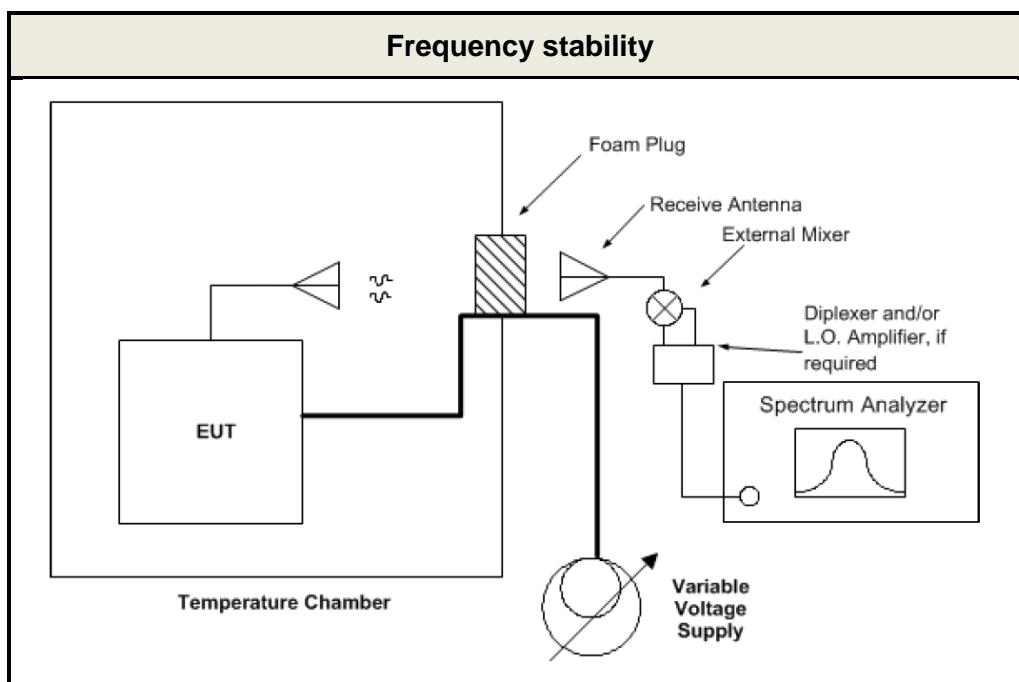 Frequency stability
Foam Plug
Receive Antenna
External Mixer
Diplexer and/or
L.O. Amplifier, if
required
Spectrum Analyzer
EUT
Temperature Chamber
Variable
Voltage
Supply